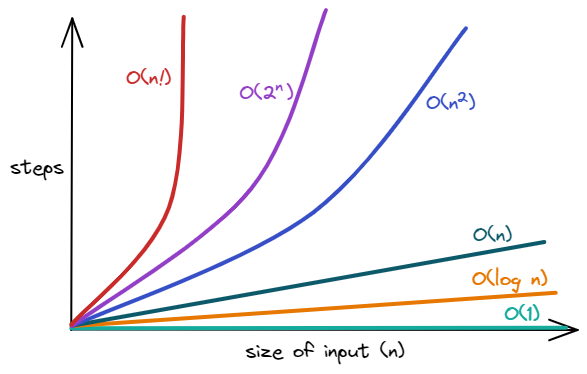 O(n!)
O(2ⁿ)
O(n²)
steps
O(n)
O(log n)
O(1)
size of input (n)